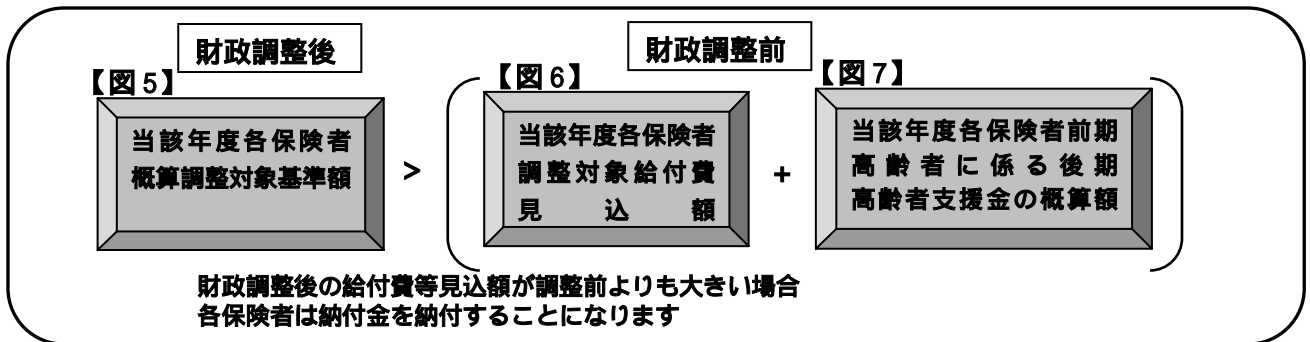 財政調整後
財政調整前
【図5】
【図6】
【図7】
当該年度各保険者
概算調整対象基準額
>
当該年度各保険者
調整対象給付費
見込額
+
当該年度各保険者前期
高齢者に係る後期
高齢者支援金の概算額
財政調整後の給付費等見込額が調整前よりも大きい場合
各保険者は納付金を納付することになります